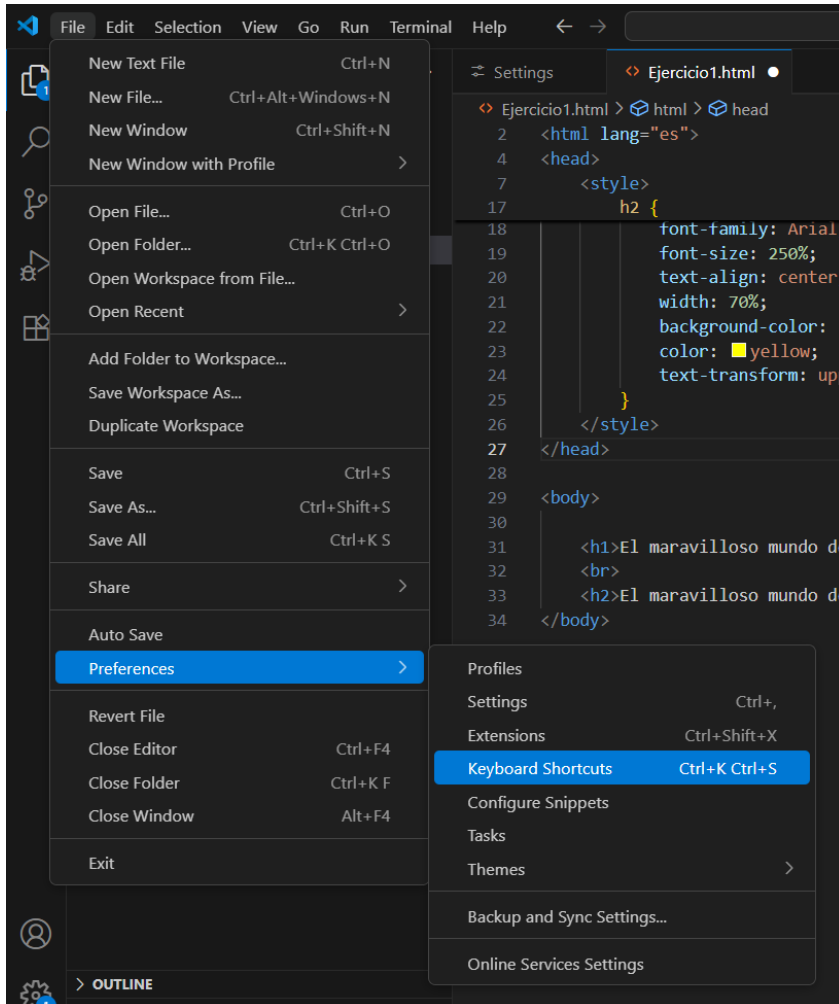 File Edit Selection View Go Run Terminal Help
New Text File Ctrl+N
New File... Ctrl+Alt+Windows+N
New Window Ctrl+Shift+N
New Window with Profile
Open File... Ctrl+O
Open Folder... Ctrl+K Ctrl+O
Open Workspace from File...
Open Recent
Add Folder to Workspace...
Save Workspace As...
Duplicate Workspace
Save Ctrl+S
Save As... Ctrl+Shift+S
Save All Ctrl+K S
Share
Auto Save
Preferences
Revert File
Close Editor Ctrl+F4
Close Folder Ctrl+K F
Close Window Alt+F4
Exit
Profiles
Settings Ctrl+,
Extensions Ctrl+Shift+X
Keyboard Shortcuts Ctrl+K Ctrl+S
Configure Snippets
Tasks
Themes
Backup and Sync Settings...
Online Services Settings
Settings Ejercicio1.html
Ejercicio1.html > html > head
2 <html lang="es">
4 <head>
7 <style>
17 h2 {
18 font-family: Arial
19 font-size: 250%;
20 text-align: center
21 width: 70%;
22 background-color:
23 color: yellow;
24 text-transform: up
25 }
26 </style>
27 </head>
28
29 <body>
30
31 <h1>El maravilloso mundo d
32 <br>
33 <h2>El maravilloso mundo d
34 </body>
1
OUTLINE